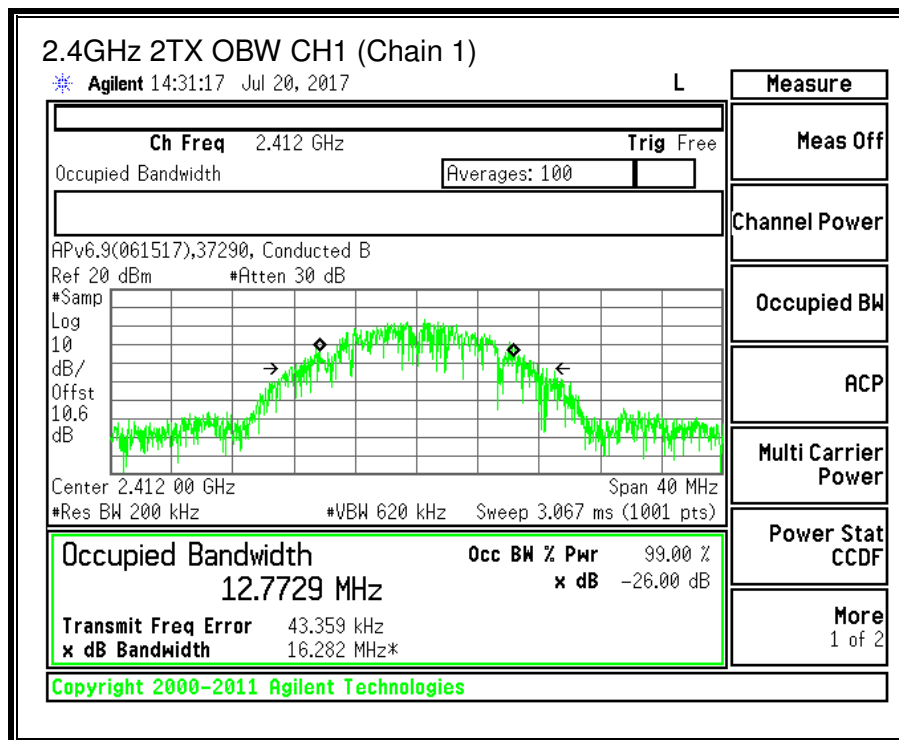 2.4GHz 2TX OBW CH1 (Chain 1)
Agilent 14:31:17 Jul 20, 2017 L
Measure
Ch Freq 2.412 GHz Trig Free
Meas Off
Occupied Bandwidth Averages: 100
Channel Power
APv6.9(061517),37290, Conducted B
Ref 20 dBm #Atten 30 dB
#Samp
Log
10
dB/
Offst
10.6
dB
Occupied BW
ACP
Multi Carrier
Power
Center 2.412 00 GHz Span 40 MHz
#Res BW 200 kHz #VBW 620 kHz Sweep 3.067 ms (1001 pts)
Power Stat
CCDF
Occupied Bandwidth Occ BW % Pwr 99.00 %
12.7729 MHz x dB -26.00 dB
Transmit Freq Error 43.359 kHz
x dB Bandwidth 16.282 MHz*
More
1 of 2
Copyright 2000-2011 Agilent Technologies